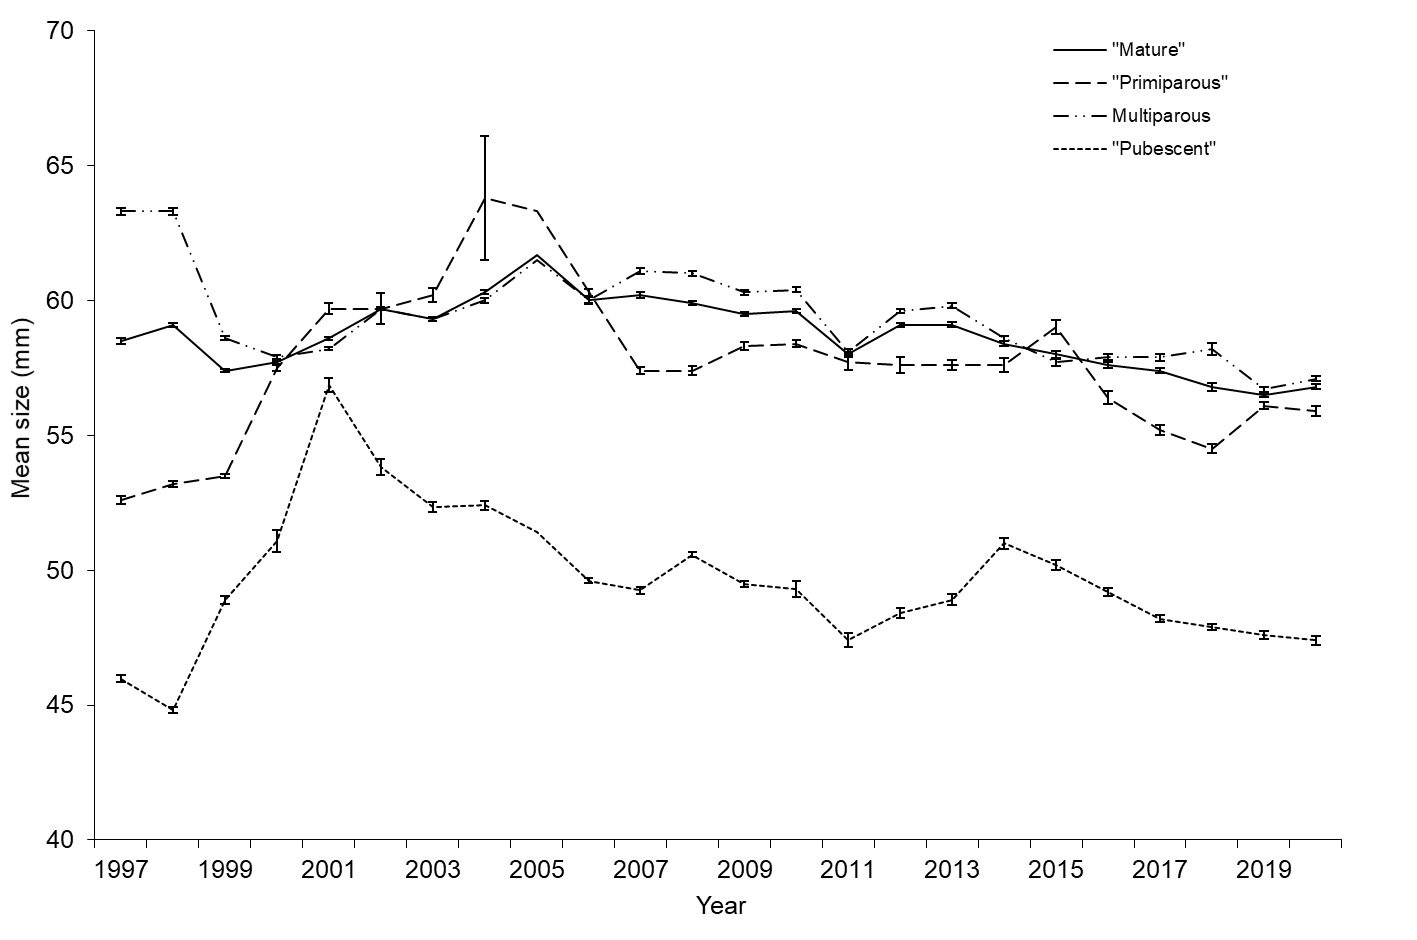 70
65
60
55
50
45
40
Mean size (mm)
"Mature"
"Primiparous"
Multiparous
"Pubescent"
1997 1999 2001 2003 2005 2007 2009 2011 2013 2015 2017 2019
Year